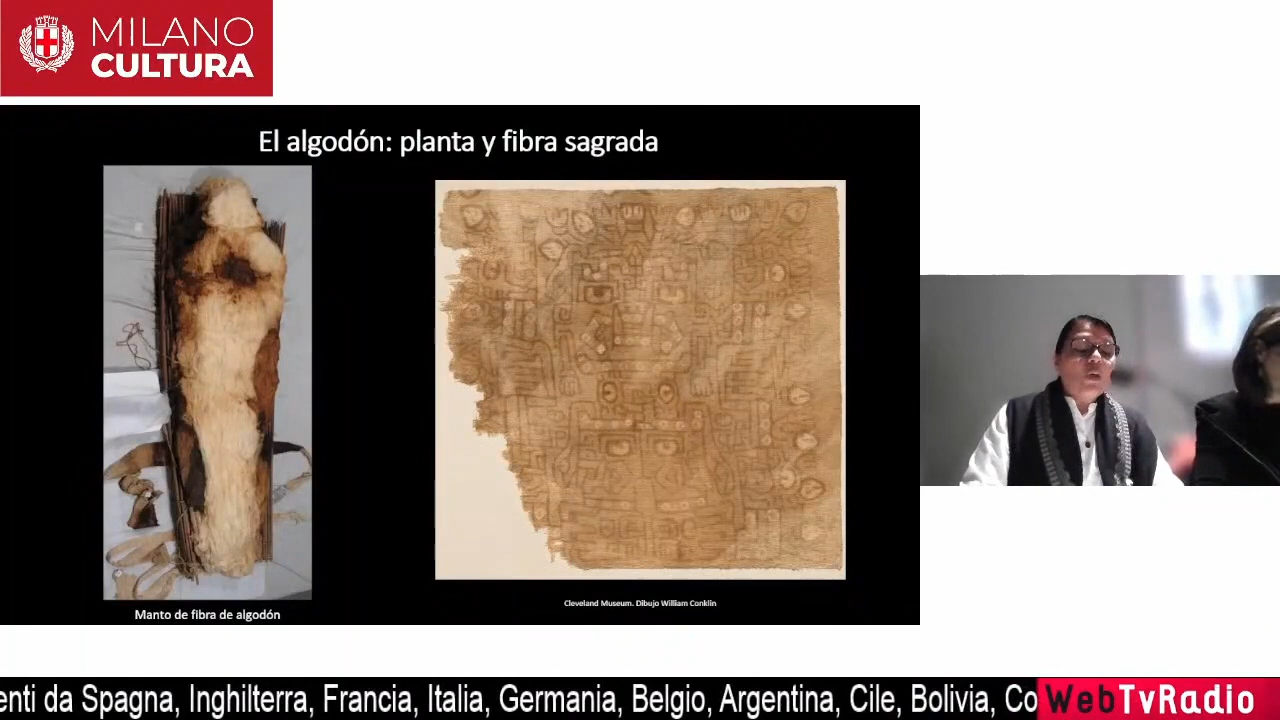 MILANO
CULTURA
El algodón: planta y fibra sagrada
Manto de fibra de algodón
Cleveland Museum. Dibujo William Conklin
enti da Spagna, Inghilterra, Francia, Italia, Germania, Belgio, Argentina, Cile, Bolivia, Co
WebTvRadio